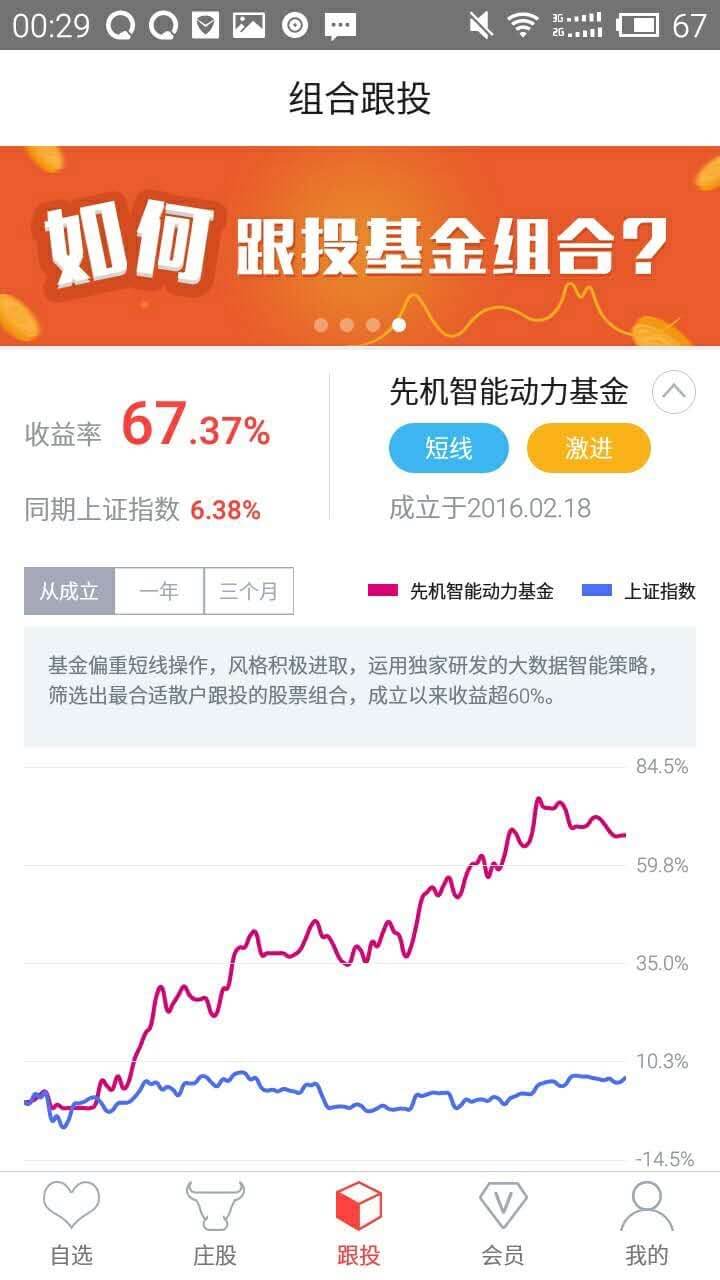 00:29
3G
2G
67
组合跟投
如何跟投基金组合?
收益率 67.37%
同期上证指数 6.38%
先机智能动力基金
短线 激进
成立于2016.02.18
从成立 一年 三个月
先机智能动力基金 上证指数
基金偏重短线操作，风格积极进取，运用独家研发的大数据智能策略，
筛选出最合适散户跟投的股票组合，成立以来收益超60%。
84.5%
59.8%
35.0%
10.3%
-14.5%
自选 庄股 跟投 会员 我的